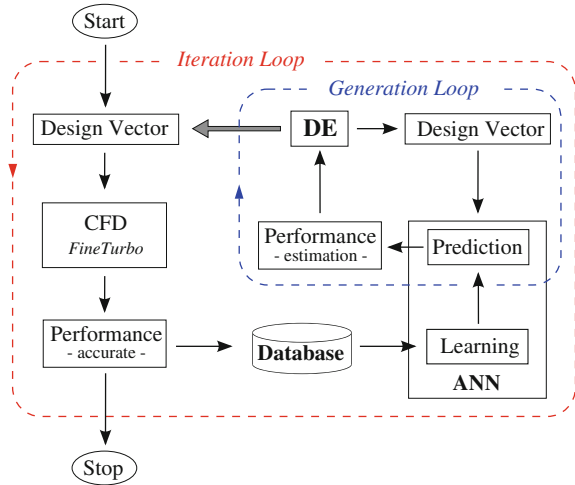 Start
Iteration Loop
Generation Loop
Design Vector
DE
Design Vector
CFD
FineTurbo
Performance
- estimation -
Prediction
Performance
- accurate -
Database
Learning
ANN
Stop